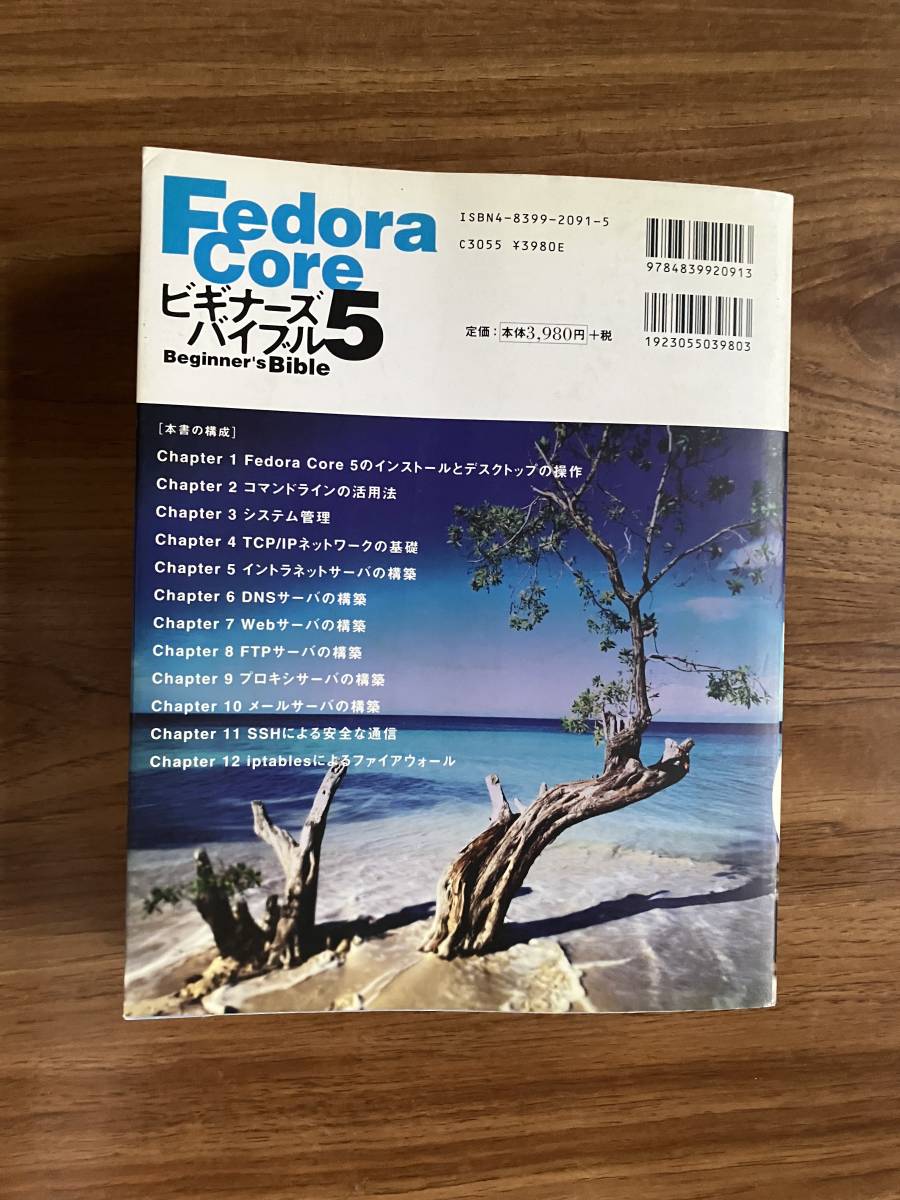 Fedora
Core
ビギナーズ
バイブル5
Beginner's Bible
ISBN4-8399-2091-5
C3055 ¥3980E
定価：本体3,980円+税
9784839920913
1923055039803
[本書の構成]
Chapter 1 Fedora Core 5のインストールとデスクトップの操作
Chapter 2 コマンドラインの活用法
Chapter 3 システム管理
Chapter 4 TCP/IPネットワークの基礎
Chapter 5 イントラネットサーバの構築
Chapter 6 DNSサーバの構築
Chapter 7 Webサーバの構築
Chapter 8 FTPサーバの構築
Chapter 9 プロキシサーバの構築
Chapter 10 メールサーバの構築
Chapter 11 SSHによる安全な通信
Chapter 12 iptablesによるファイアウォール